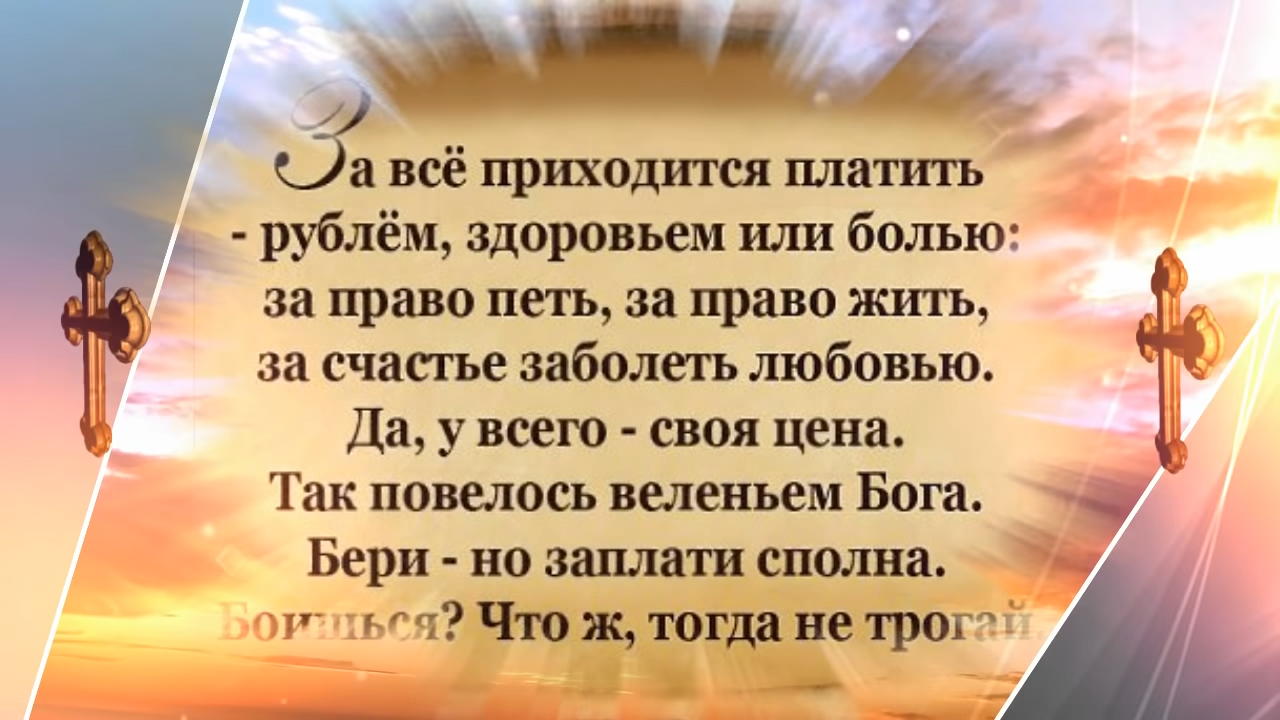 За всё приходится платить
- рублём, здоровьем или болью:
за право петь, за право жить,
за счастье заболеть любовью.
Да, у всего - своя цена.
Так повелось веленьем Бога.
Бери - но заплати сполна.
Боишься? Что ж, тогда не трогай.